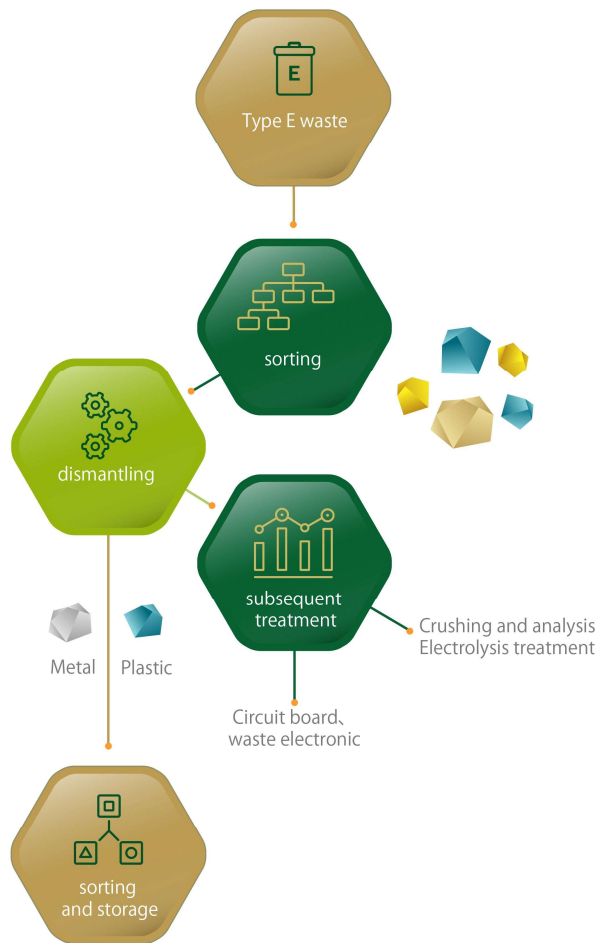 E
Type E waste
sorting
dismantling
subsequent
treatment
Crushing and analysis
Electrolysis treatment
Metal
Plastic
Circuit board、
waste electronic
sorting
and storage